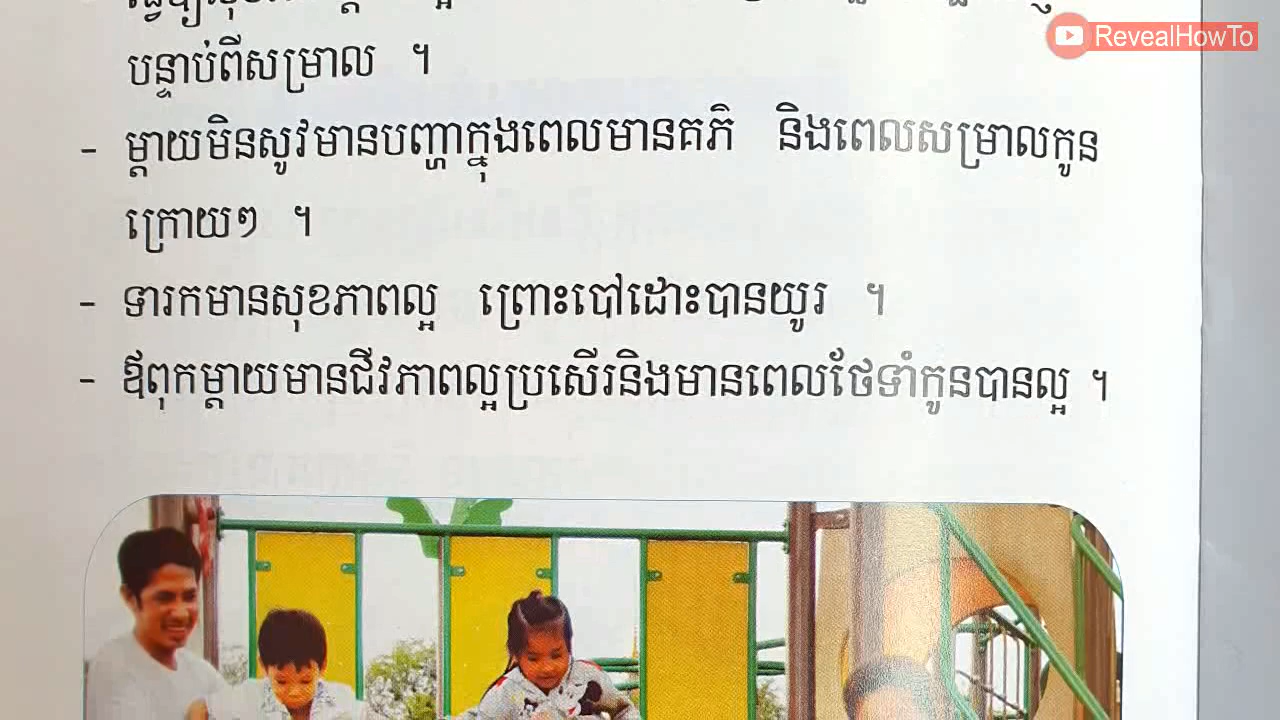 RevealHowTo
បន្ទាប់ពីសម្រាល ។
- ម្តាយមិនសូវមានបញ្ហាក្នុងពេលមានគភ៌ និងពេលសម្រាលកូន
ក្រោយៗ ។
- ទារកមានសុខភាពល្អ ព្រោះបៅដោះបានយូរ ។
- ឪពុកម្តាយមានជីវភាពល្អប្រសើរនិងមានពេលថែទាំកូនបានល្អ ។